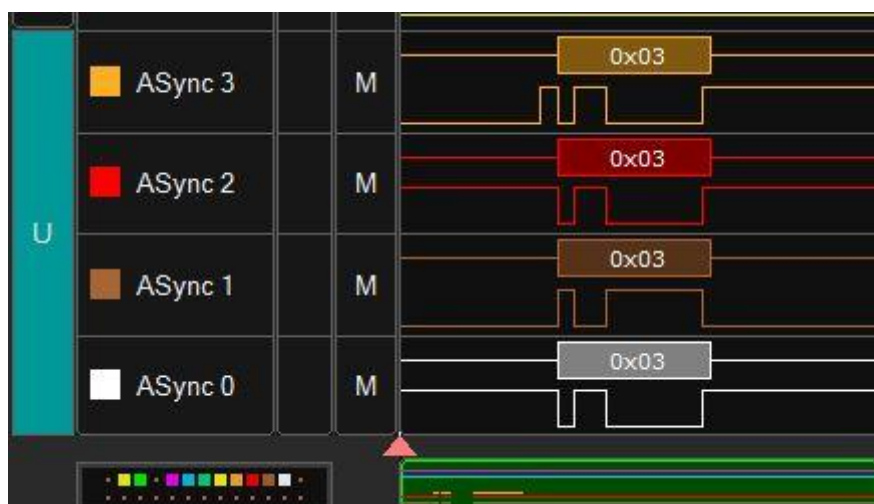 U
ASync 3 M 0x03
ASync 2 M 0x03
ASync 1 M 0x03
ASync 0 M 0x03